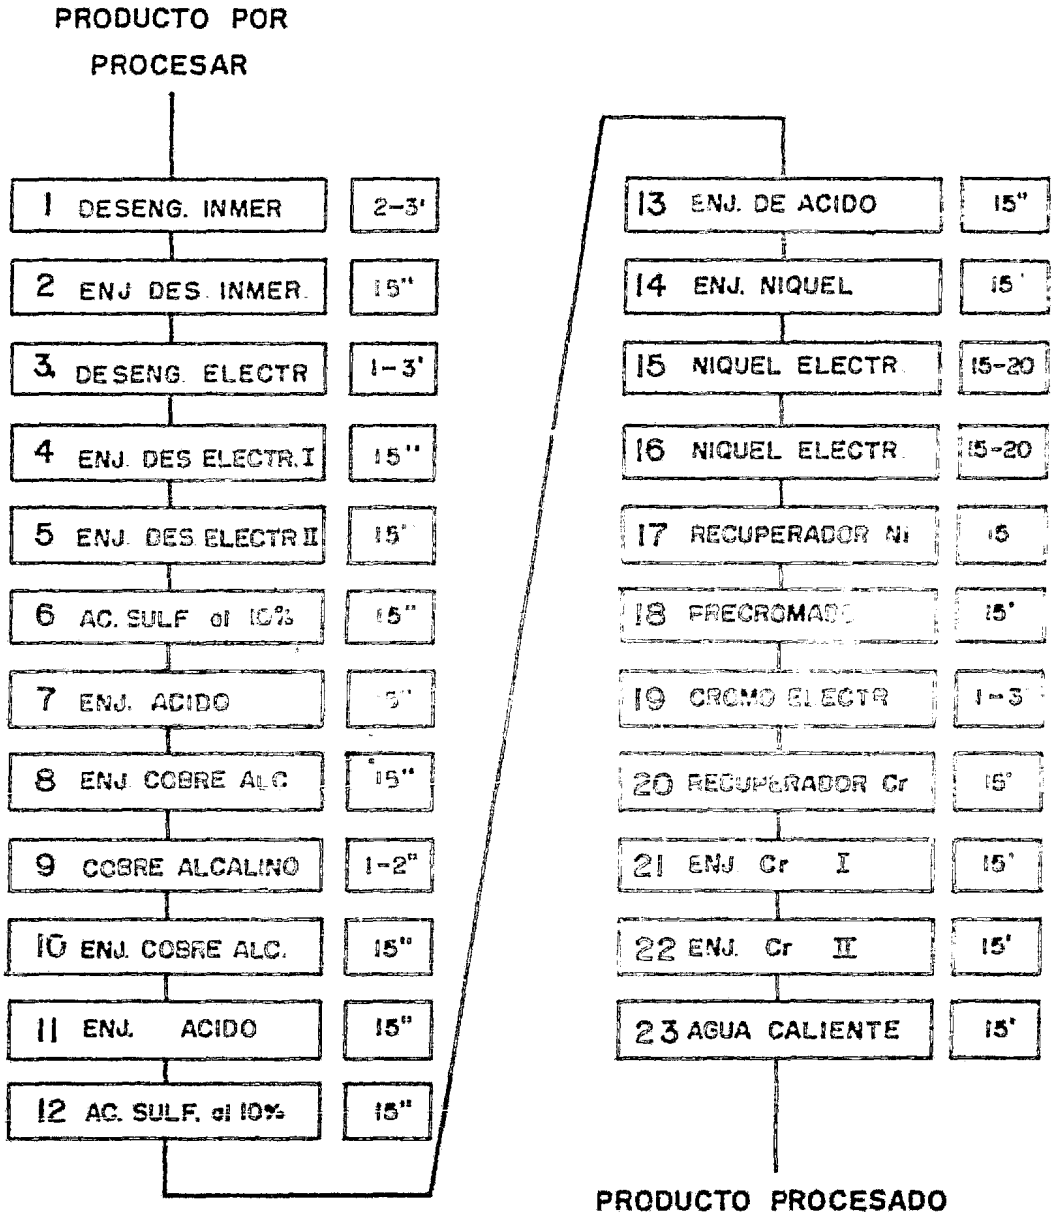 PRODUCTO POR
PROCESAR
1 DESENG. INMER 2-3'
2 ENJ DES. INMER. 15"
3. DESENG. ELECTR 1-3'
4 ENJ. DES ELECTR. I 15"
5 ENJ. DES ELECTR II 15"
6 AC. SULF al 10% 15"
7 ENJ. ACIDO
8 ENJ COBRE ALC 15"
9 COBRE ALCALINO 1-2"
10 ENJ. COBRE ALC. 15"
11 ENJ. ACIDO 15"
12 AC. SULF. al 10% 15"
13 ENJ. DE ACIDO 15"
14 ENJ. NIQUEL 15'
15 NIQUEL ELECTR. 15-20
16 NIQUEL ELECTR. 15-20
17 RECUPERADOR Ni 15
18 PRECROMADO 15'
19 CROMO ELECTR 1-3'
20 RECUPERADOR Cr 15'
21 ENJ. Cr I 15'
22 ENJ. Cr II 15'
23 AGUA CALIENTE 15'
PRODUCTO PROCESADO